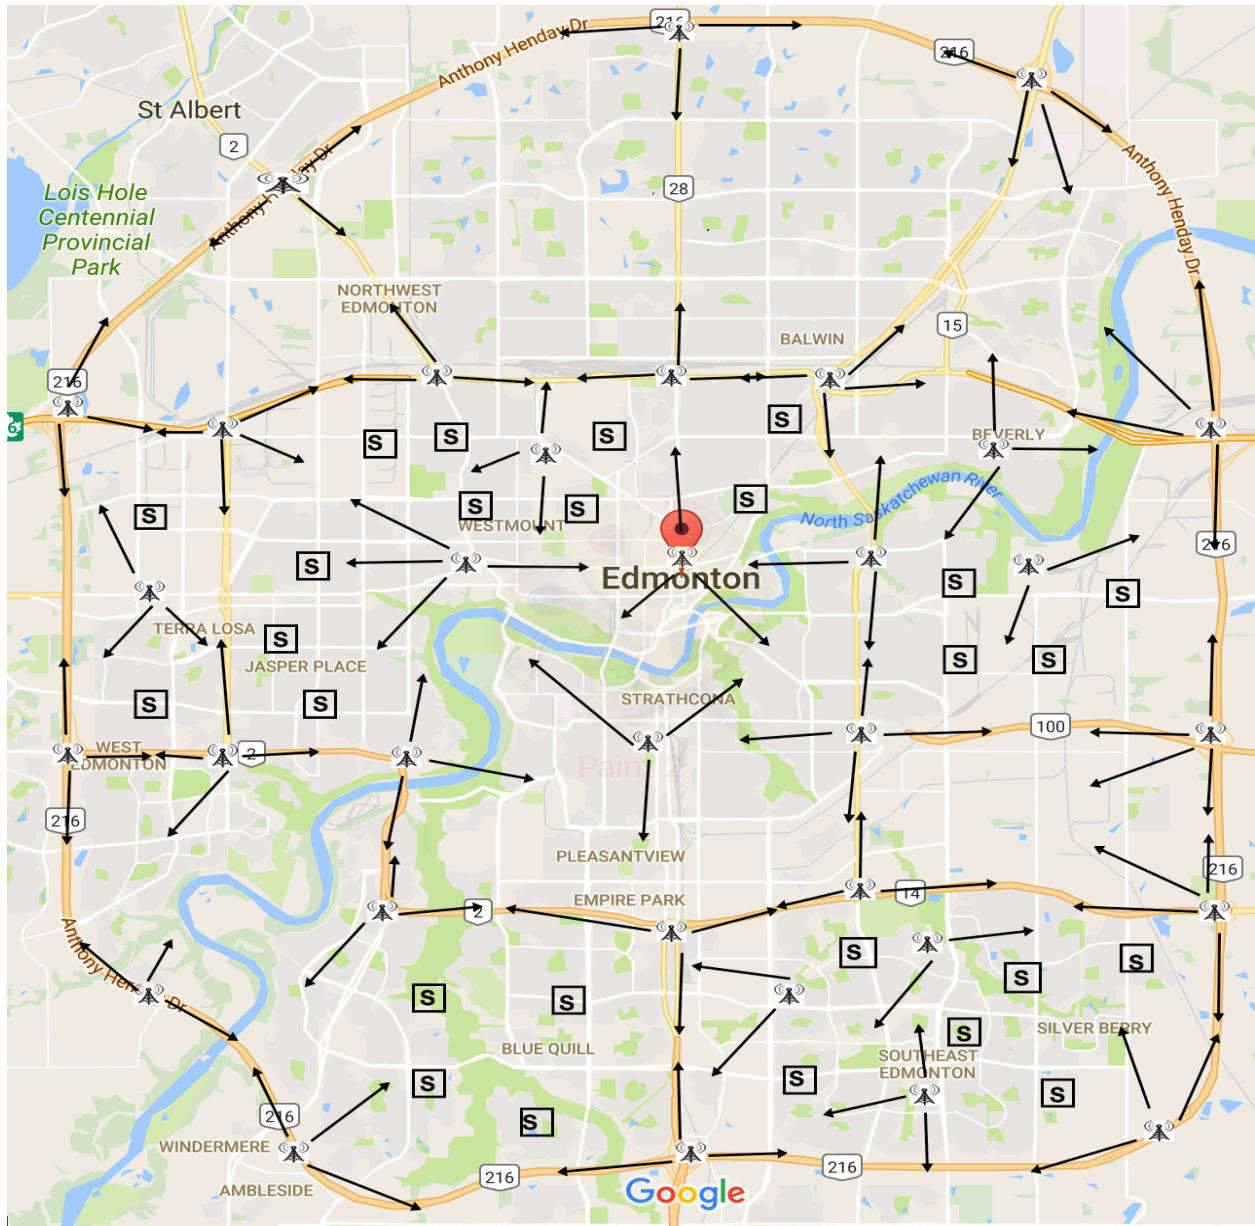 216
Anthony Henday Dr
216
St Albert
2
Anthony Henday Dr
Anthony Henday Dr
28
Lois Hole
Centennial
Provincial
Park
NORTHWEST
EDMONTON
BALWIN
15
216
16
S
S
S
S
BEVERLY
S
S
S
S
WESTMOUNT
North Saskatchewan River
216
S
Edmonton
S
S
TERRA LOSA
S
JASPER PLACE
S
S
S
S
STRATHCONA
WEST
EDMONTON
2
100
Paint 2
216
PLEASANTVIEW
216
EMPIRE PARK
2
14
Anthony Henday Dr
S
S
S
S
S
S
SILVER BERRY
BLUE QUILL
SOUTHEAST
EDMONTON
S
S
S
216
S
WINDERMERE
AMBLESIDE
216
216
Google